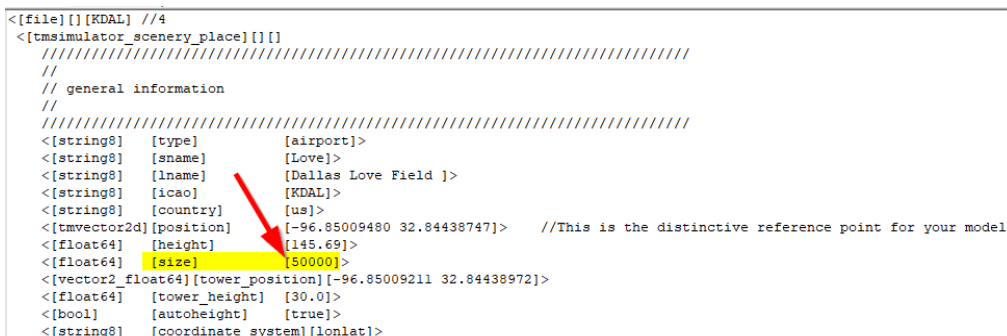 <[file][][KDAL] //4
<[tmsimulator_scenery_place][][]
///////////////////////////////////////////////////////////////////////////////
//
// general information
//
///////////////////////////////////////////////////////////////////////////////
<[string8] [type] [airport]>
<[string8] [sname] [Love]>
<[string8] [lname] [Dallas Love Field ]>
<[string8] [icao] [KDAL]>
<[string8] [country] [us]>
<[tmvector2d][position] [-96.85009480 32.84438747]> //This is the distinctive reference point for your model
<[float64] [height] [145.69]>
<[float64] [size] [50000]>
<[vector2_float64][tower_position][-96.85009211 32.84438972]>
<[float64] [tower_height] [30.0]>
<[bool] [autoheight] [true]>
<[string8] [coordinate_system][lonlat]>